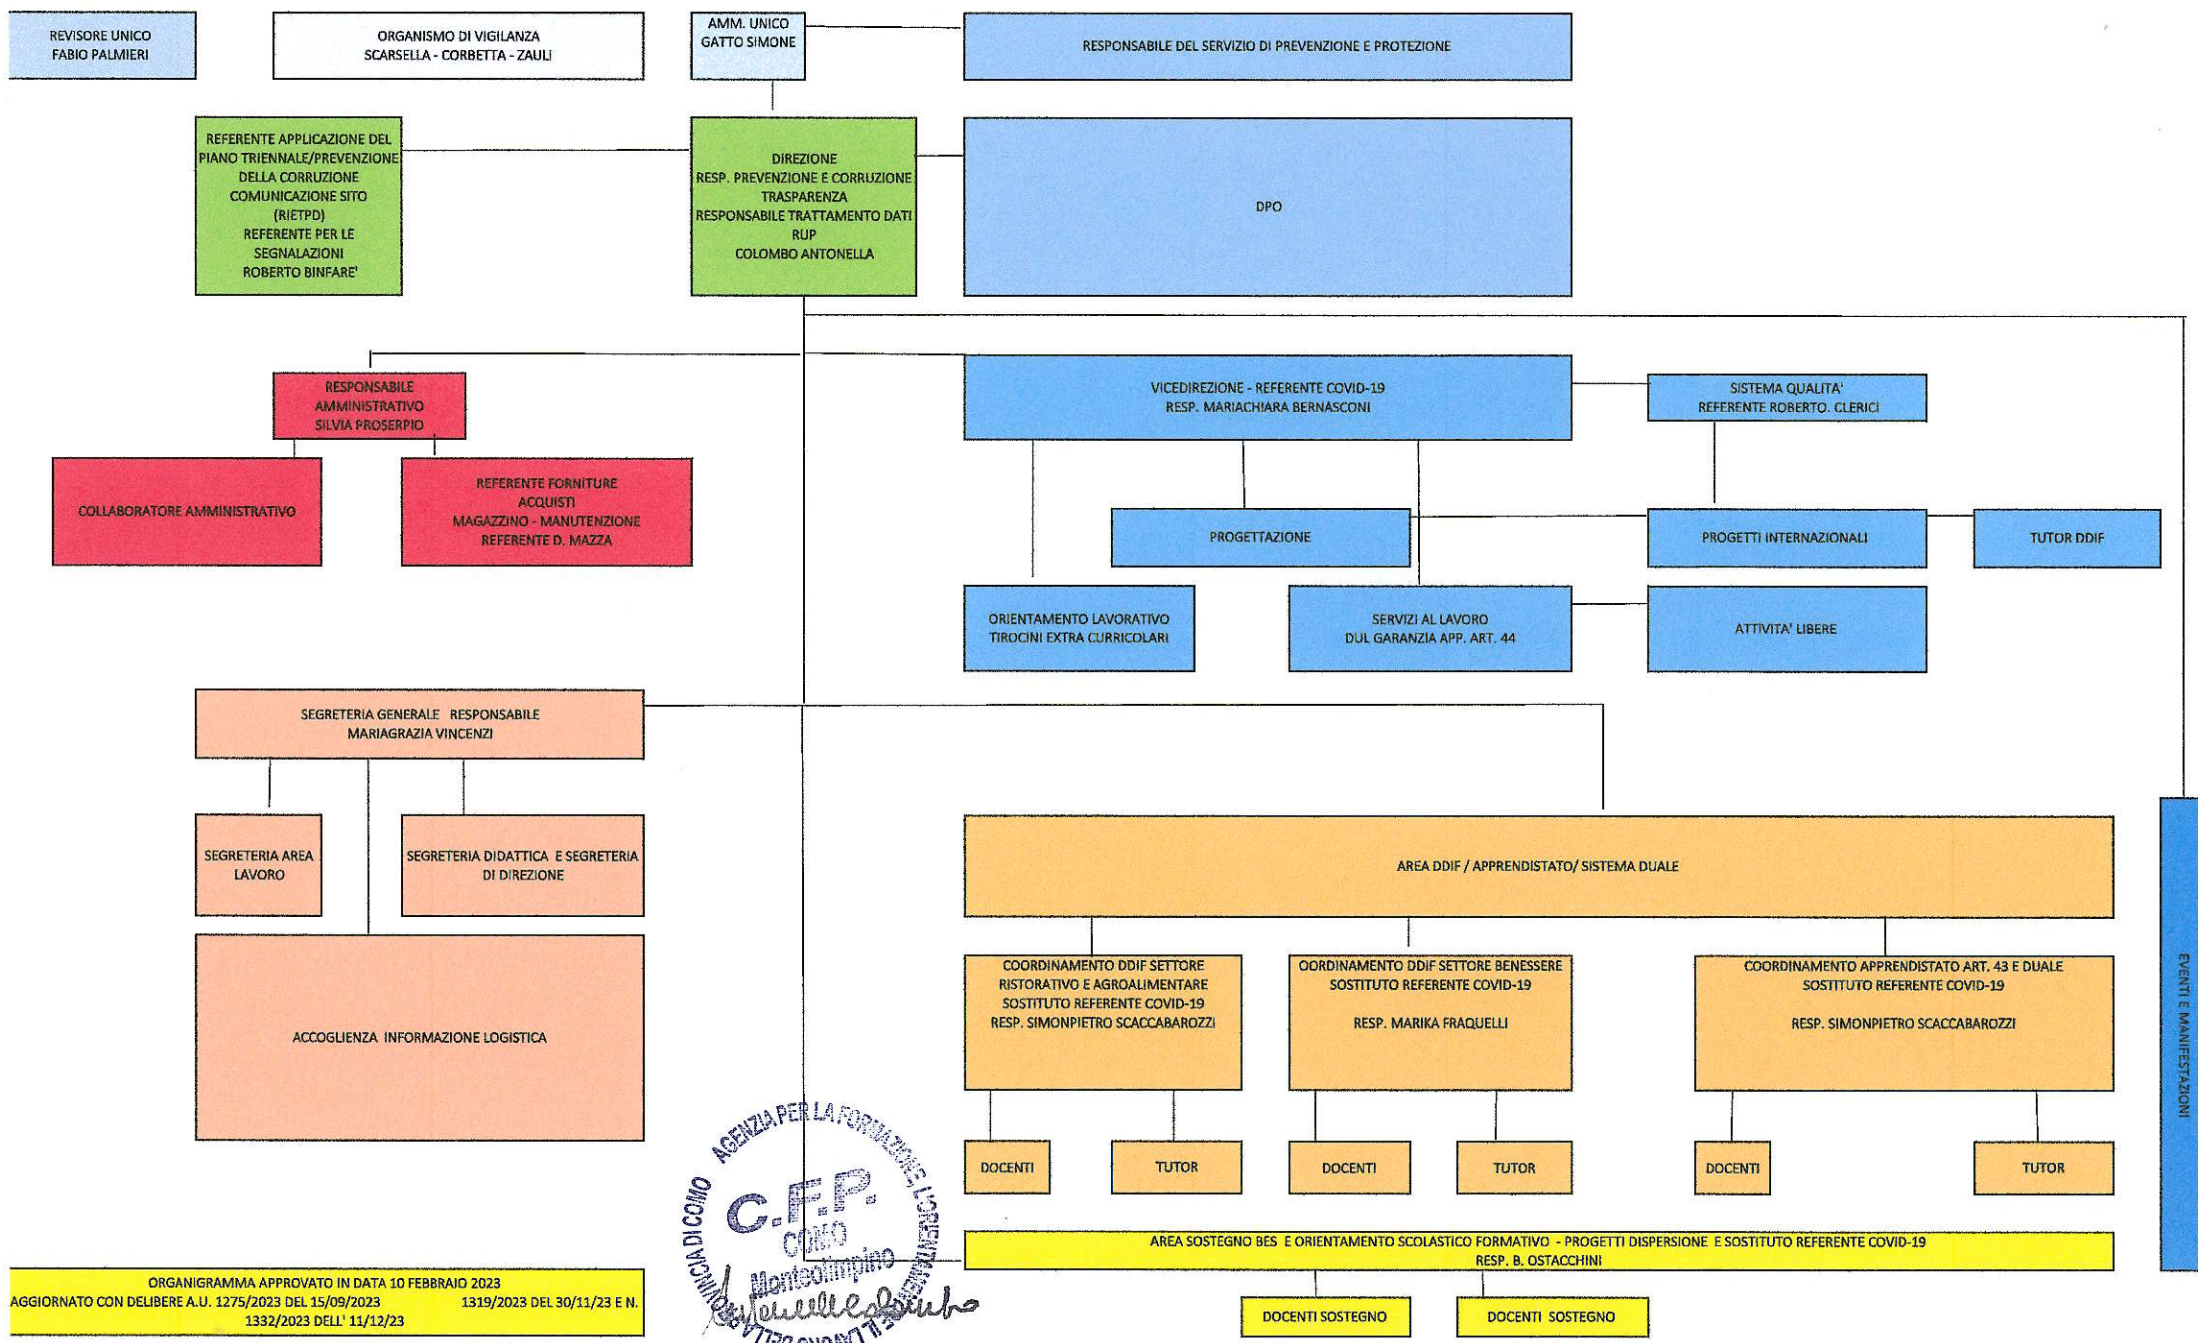 REVISORE UNICO
FABIO PALMIERI
ORGANISMO DI VIGILANZA
SCARSELLA - CORBETTA - ZAULI
AMM. UNICO
GATTO SIMONE
RESPONSABILE DEL SERVIZIO DI PREVENZIONE E PROTEZIONE
REFERENTE APPLICAZIONE DEL
PIANO TRIENNALE/PREVENZIONE
DELLA CORRUZIONE
COMUNICAZIONE SITO
(RIETPD)
REFERENTE PER LE
SEGNALAZIONI
ROBERTO BINFARE'
DIREZIONE
RESP. PREVENZIONE E CORRUZIONE
TRASPARENZA
RESPONSABILE TRATTAMENTO DATI
RUP
COLOMBO ANTONELLA
DPO
RESPONSABILE
AMMINISTRATIVO
SILVIA PROSERPIO
VICEDIREZIONE - REFERENTE COVID-19
RESP. MARIACHIARA BERNASCONI
SISTEMA QUALITA'
REFERENTE ROBERTO. CLERICI
COLLABORATORE AMMINISTRATIVO
REFERENTE FORNITURE
ACQUISTI
MAGAZZINO - MANUTENZIONE
REFERENTE D. MAZZA
PROGETTAZIONE
PROGETTI INTERNAZIONALI
TUTOR DDIF
ORIENTAMENTO LAVORATIVO
TIROCINI EXTRA CURRICOLARI
SERVIZI AL LAVORO
DUL GARANZIA APP. ART. 44
ATTIVITA' LIBERE
SEGRETERIA GENERALE RESPONSABILE
MARIAGRAZIA VINCENZI
SEGRETERIA AREA
LAVORO
SEGRETERIA DIDATTICA E SEGRETERIA
DI DIREZIONE
ACCOGLIENZA INFORMAZIONE LOGISTICA
AREA DDIF / APPRENDISTATO/ SISTEMA DUALE
COORDINAMENTO DDIF SETTORE
RISTORATIVO E AGROALIMENTARE
SOSTITUTO REFERENTE COVID-19
RESP. SIMONPIETRO SCACCABAROZZI
OORDINAMENTO DDIF SETTORE BENESSERE
SOSTITUTO REFERENTE COVID-19
RESP. MARIKA FRAQUELLI
COORDINAMENTO APPRENDISTATO ART. 43 E DUALE
SOSTITUTO REFERENTE COVID-19
RESP. SIMONPIETRO SCACCABAROZZI
DOCENTI
TUTOR
DOCENTI
TUTOR
DOCENTI
TUTOR
EVENTI E MANIFESTAZIONI
AREA SOSTEGNO BES E ORIENTAMENTO SCOLASTICO FORMATIVO - PROGETTI DISPERSIONE E SOSTITUTO REFERENTE COVID-19
RESP. B. OSTACCHINI
DOCENTI SOSTEGNO
DOCENTI SOSTEGNO
AGENZIA PER LA FORMAZIONE, L'ORIENTAMENTO E IL LAVORO DELLA PROVINCIA DI COMO
C.F.P.
COMO
Monteolimpino
Antonella Colombo
ORGANIGRAMMA APPROVATO IN DATA 10 FEBBRAIO 2023
AGGIORNATO CON DELIBERE A.U. 1275/2023 DEL 15/09/2023 1319/2023 DEL 30/11/23 E N.
1332/2023 DELL' 11/12/23